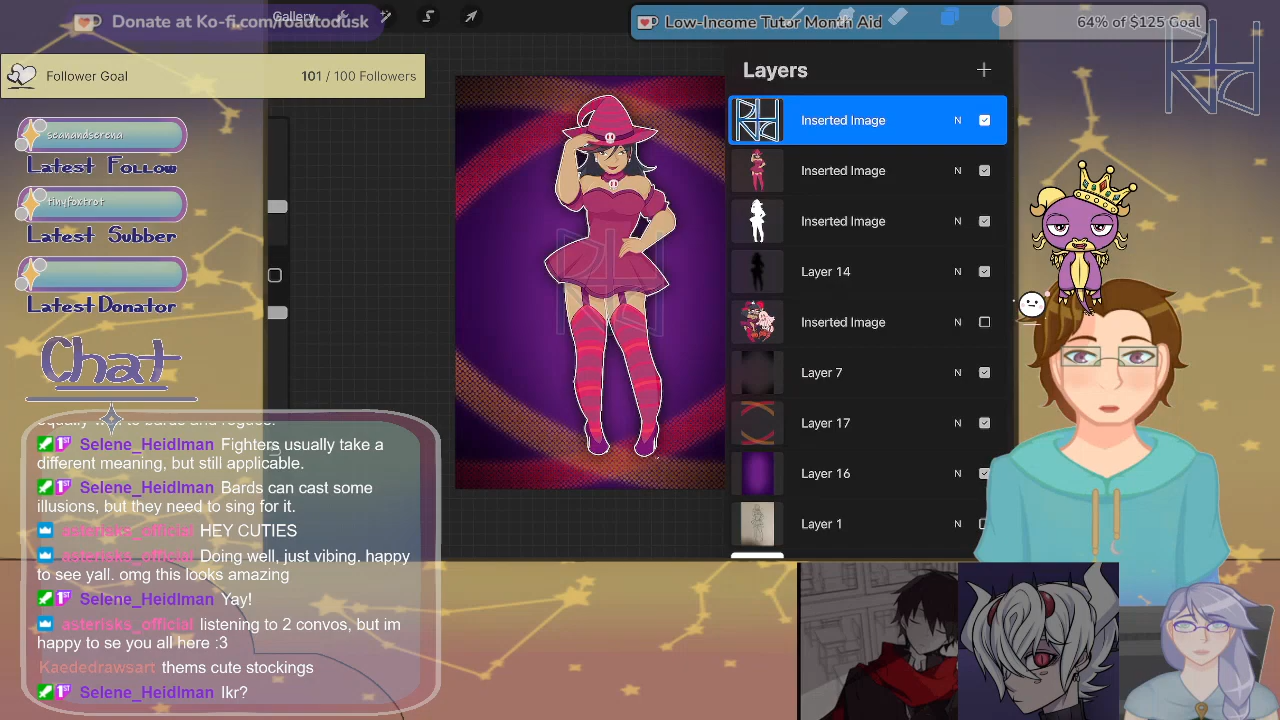 Donate at Ko-fi.com/roadtodusk
Gallery
Low-Income Tutor Month Aid
64% of $125 Goal
Follower Goal
101 / 100 Followers
seanandserena
Latest Follow
tinyfoxtrot
Latest Subber
Latest Donator
Chat
Selene_Heidlman Fighters usually take a
different meaning, but still applicable.
Selene_Heidlman Bards can cast some
illusions, but they need to sing for it.
asterisks_official HEY CUTIES
asterisks_official Doing well, just vibing. happy
to see yall. omg this looks amazing
Selene_Heidlman Yay!
asterisks_official listening to 2 convos, but im
happy to se you all here :3
Kaededrawsart thems cute stockings
Selene_Heidlman Ikr?
Layers
Inserted Image N
Inserted Image N
Inserted Image N
Layer 14 N
Inserted Image N
Layer 7 N
Layer 17 N
Layer 16 N
Layer 1 N